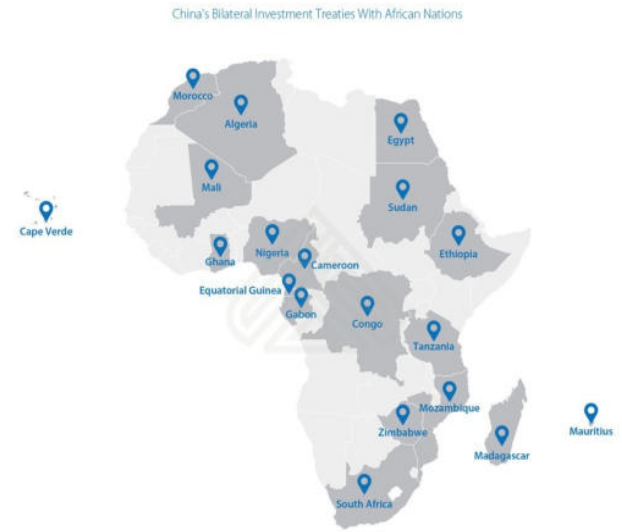 China's Bilateral Investment Treaties With African Nations
Morocco
Algeria
Egypt
Mali
Sudan
Cape Verde
Nigeria
Ghana
Cameroon
Ethiopia
Equatorial Guinea
Gabon
Congo
Tanzania
Mozambique
Zimbabwe
Mauritius
Madagascar
South Africa